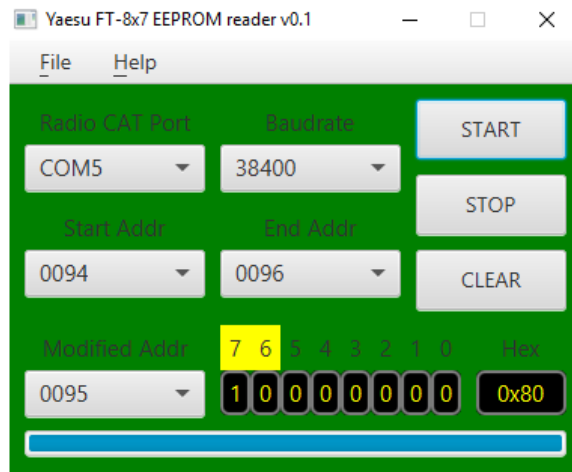 Yaesu FT-8x7 EEPROM reader v0.1
File Help
Radio CAT Port Baudrate START
COM5 38400
STOP
Start Addr End Addr
0094 0096 CLEAR
Modified Addr 7 6 5 4 3 2 1 0 Hex
0095 1 0 0 0 0 0 0 0 0x80